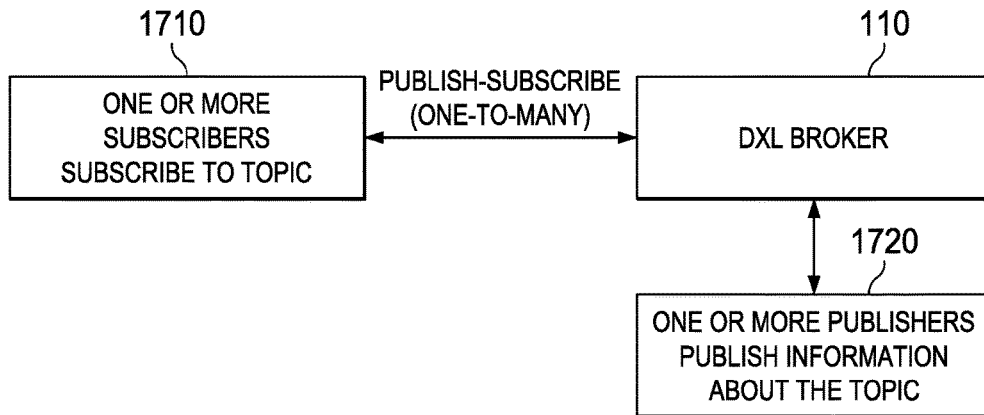 1710
ONE OR MORE
SUBSCRIBERS
SUBSCRIBE TO TOPIC
PUBLISH-SUBSCRIBE
(ONE-TO-MANY)
110
DXL BROKER
1720
ONE OR MORE PUBLISHERS
PUBLISH INFORMATION
ABOUT THE TOPIC